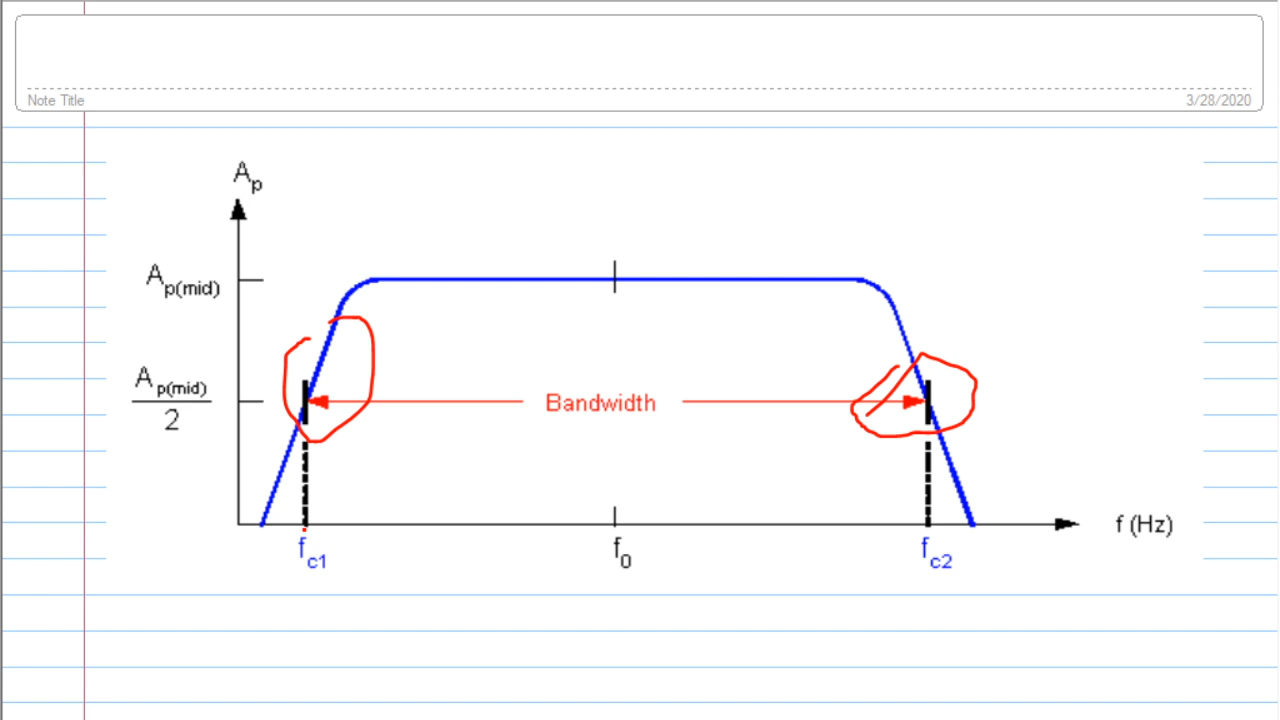 Note Title
3/28/2020
Ap
Ap(mid)
Ap(mid)
2
Bandwidth
f (Hz)
fc1
f0
fc2